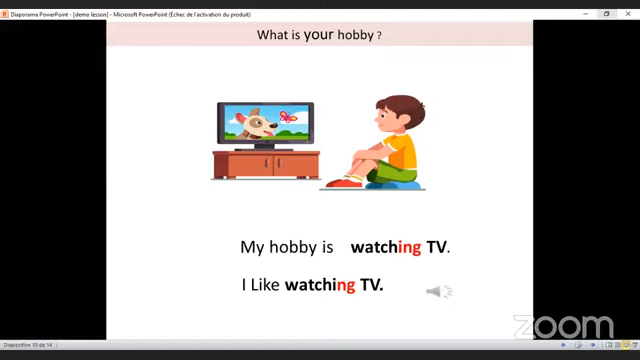 Diaporama PowerPoint - [demo lesson] - Microsoft PowerPoint (Échec de l'activation du produit)
What is your hobby ?
My hobby is watching TV.
I Like watching TV.
zoom
Diapositive 10 de 14